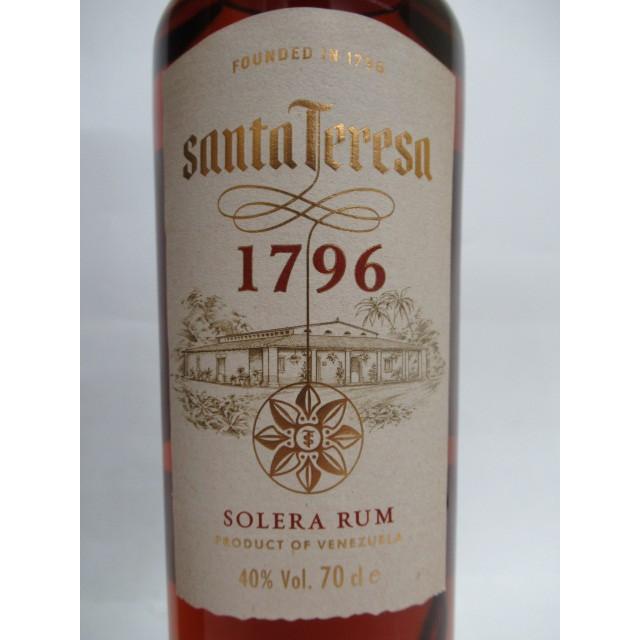 FOUNDED IN 1796
Santa Teresa
1796
SOLERA RUM
PRODUCT OF VENEZUELA
40% Vol. 70 cl e